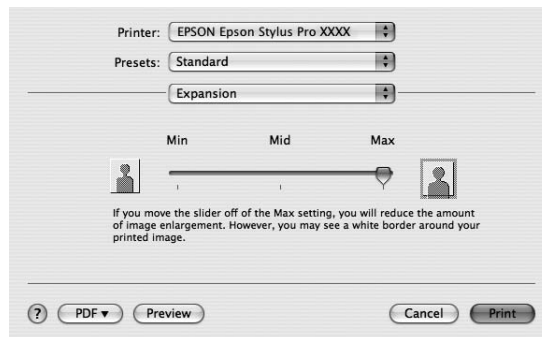 Printer: EPSON Epson Stylus Pro XXXX
Presets: Standard
Expansion
Min Mid Max
If you move the slider off of the Max setting, you will reduce the amount
of image enlargement. However, you may see a white border around your
printed image.
? PDF▼ Preview Cancel Print